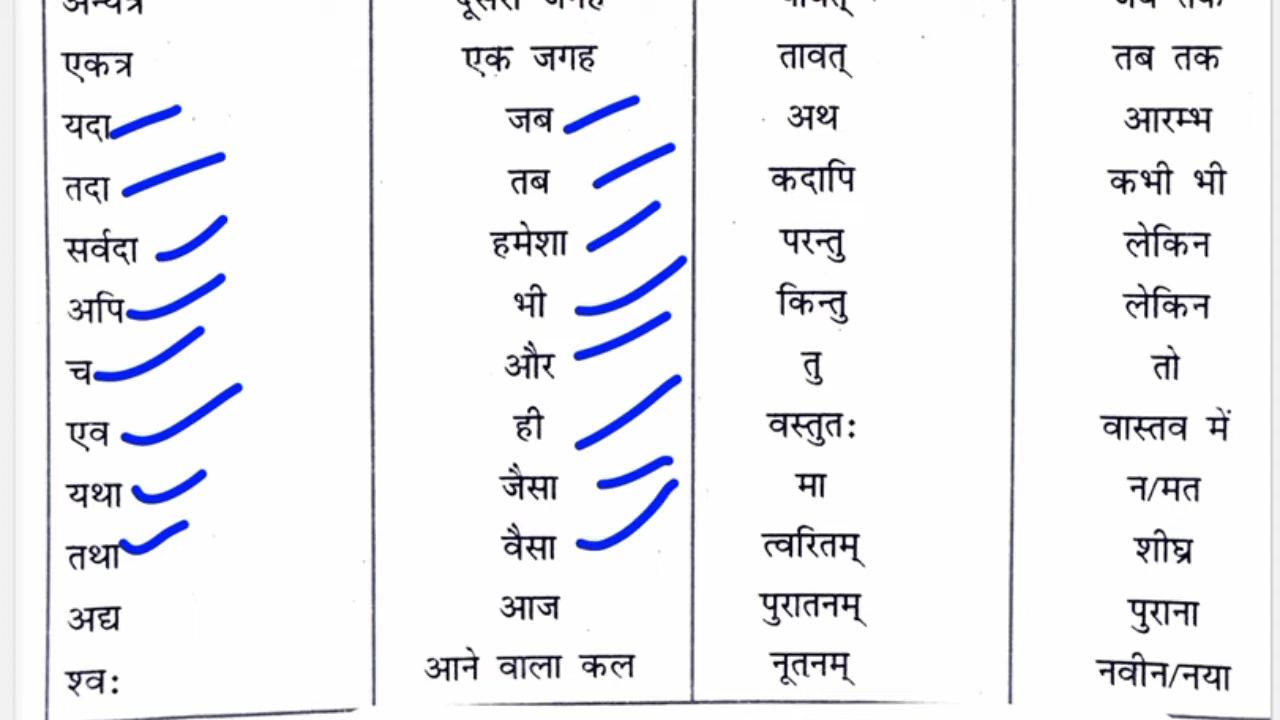 एकत्र एक जगह तावत् तब तक
यदा जब अथ आरम्भ
तदा तब कदापि कभी भी
सर्वदा हमेशा परन्तु लेकिन
अपि भी किन्तु लेकिन
च और तु तो
एव ही वस्तुत: वास्तव में
यथा जैसा मा न/मत
तथा वैसा त्वरितम् शीघ्र
अद्य आज पुरातनम् पुराना
श्व: आने वाला कल नूतनम् नवीन/नया